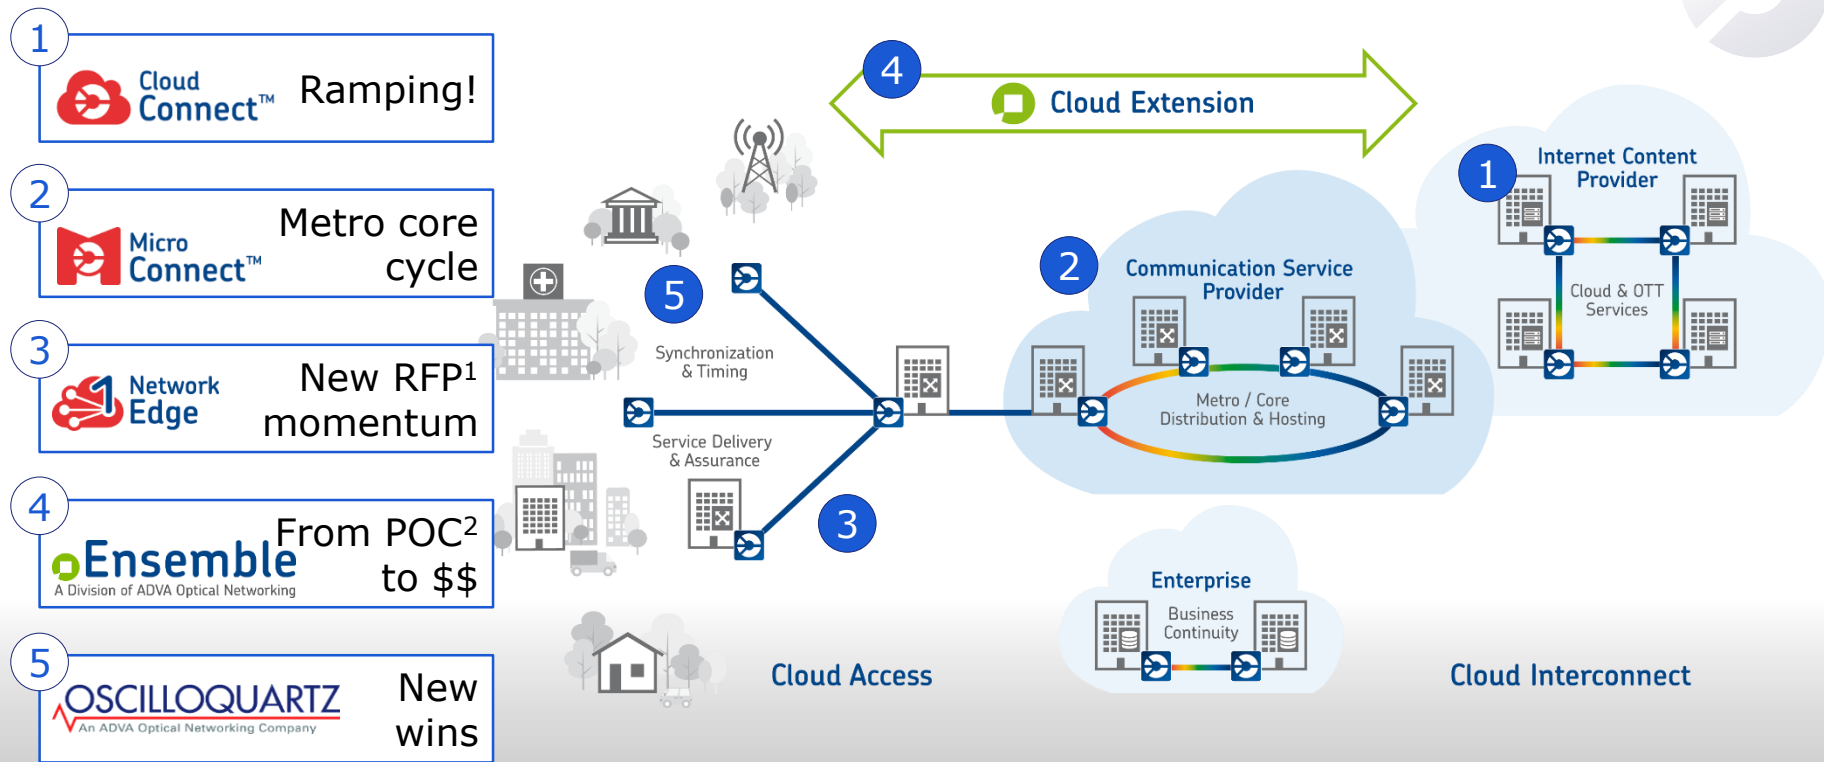 1
Cloud
Connect™
Ramping!
2
Micro
Connect™
Metro core
cycle
3
1 Network
Edge
New RFP¹
momentum
4
Ensemble
A Division of ADVA Optical Networking
From POC²
to $$
5
OSCILLOQUARTZ
An ADVA Optical Networking Company
New
wins
4
Cloud Extension
1
Internet Content
Provider
Cloud & OTT
Services
2
Communication Service
Provider
Metro / Core
Distribution & Hosting
5
Synchronization
& Timing
Service Delivery
& Assurance
3
Enterprise
Business
Continuity
Cloud Access
Cloud Interconnect